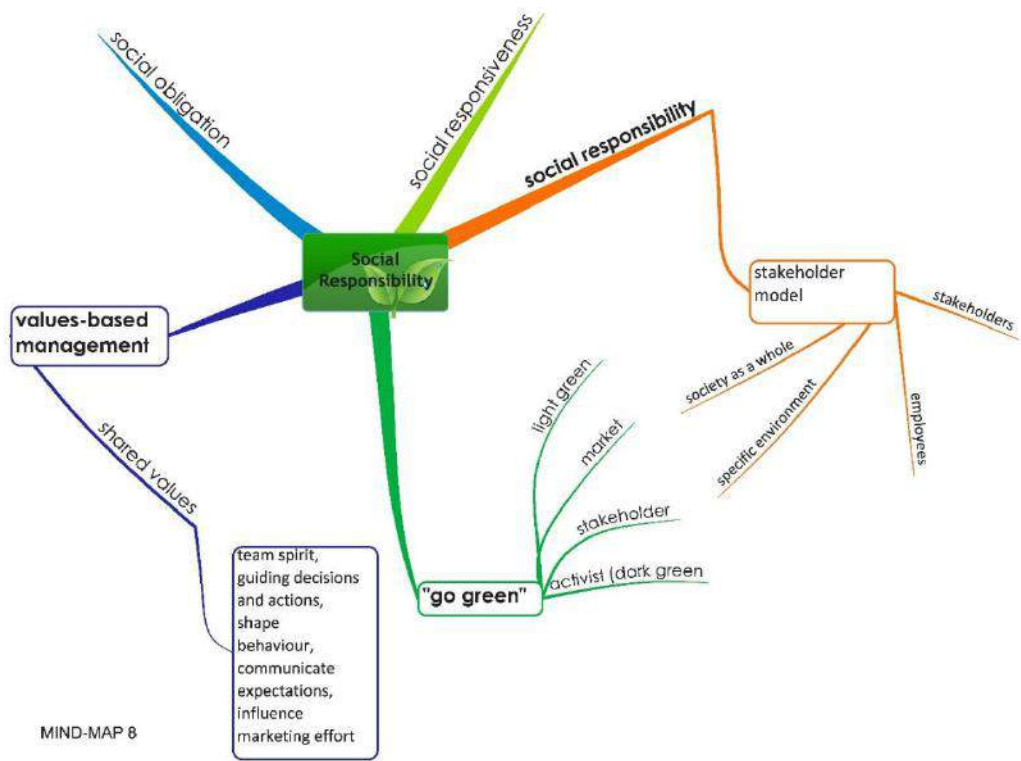 social obligation
social responsiveness
social responsibility
Social
Responsibility
stakeholder
model
stakeholders
society as a whole
specific environment
employees
values-based
management
shared values
team spirit,
guiding decisions
and actions,
shape
behaviour,
communicate
expectations,
influence
marketing effort
light green
market
stakeholder
activist (dark green
"go green"
MIND-MAP 8